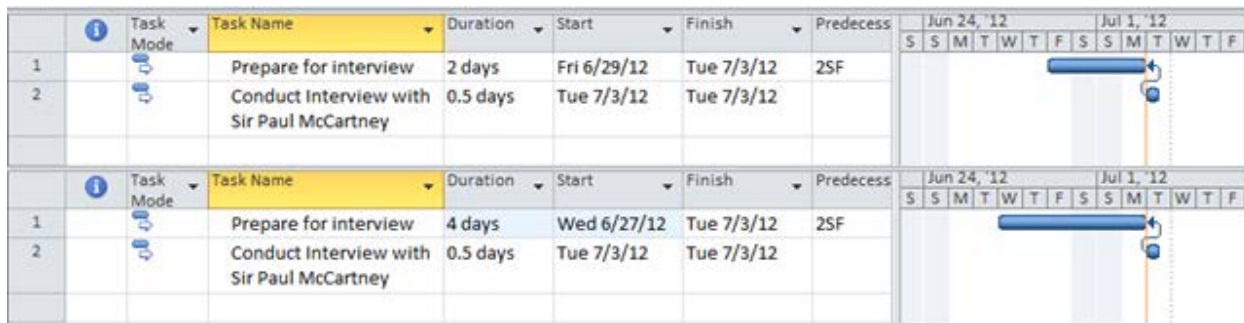 Task Mode Task Name Duration Start Finish Predecess Jun 24, '12 Jul 1, '12
S S M T W T F S S M T W T F
1 Prepare for interview 2 days Fri 6/29/12 Tue 7/3/12 2SF
2 Conduct Interview with 0.5 days Tue 7/3/12 Tue 7/3/12
Sir Paul McCartney
Task Mode Task Name Duration Start Finish Predecess Jun 24, '12 Jul 1, '12
S S M T W T F S S M T W T F
1 Prepare for interview 4 days Wed 6/27/12 Tue 7/3/12 2SF
2 Conduct Interview with 0.5 days Tue 7/3/12 Tue 7/3/12
Sir Paul McCartney